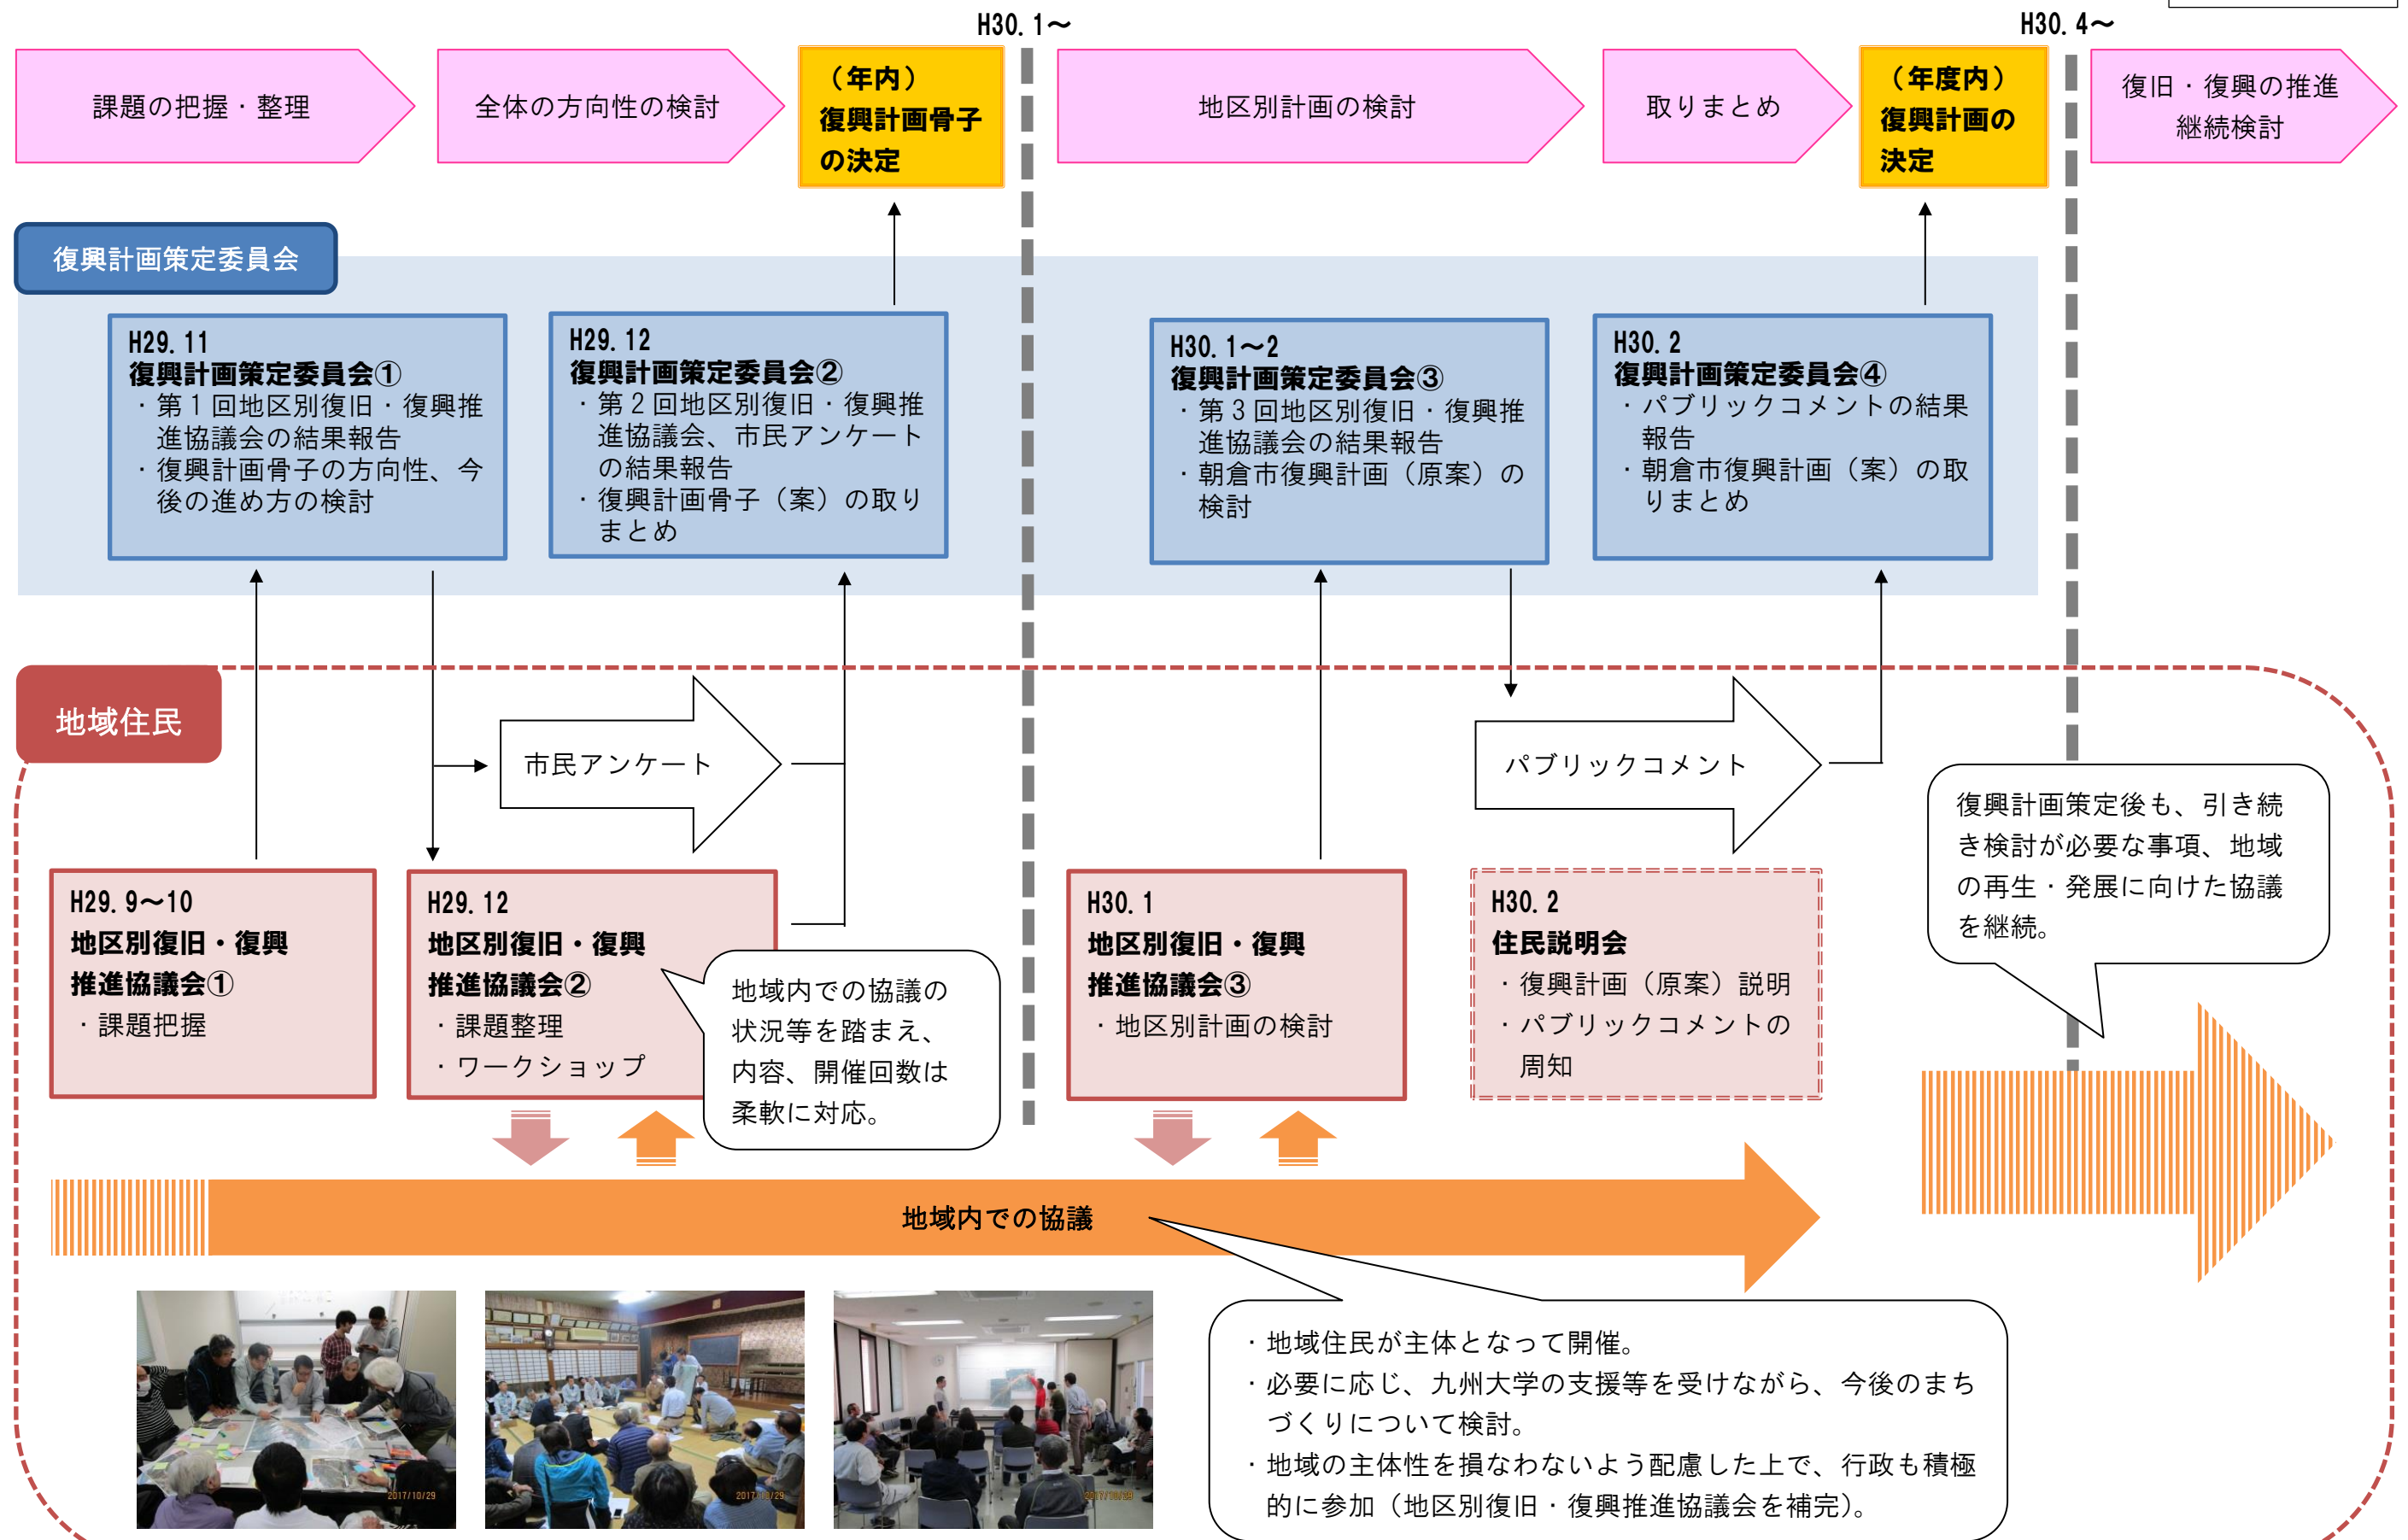 H30.1～
H30.4～
課題の把握・整理
全体の方向性の検討
（年内）
復興計画骨子
の決定
地区別計画の検討
取りまとめ
（年度内）
復興計画の
決定
復旧・復興の推進
継続検討
復興計画策定委員会
H29.11
復興計画策定委員会①
・第１回地区別復旧・復興推
進協議会の結果報告
・復興計画骨子の方向性、今
後の進め方の検討
H29.12
復興計画策定委員会②
・第２回地区別復旧・復興推
進協議会、市民アンケート
の結果報告
・復興計画骨子（案）の取り
まとめ
H30.1～2
復興計画策定委員会③
・第３回地区別復旧・復興推
進協議会の結果報告
・朝倉市復興計画（原案）の
検討
H30.2
復興計画策定委員会④
・パブリックコメントの結果
報告
・朝倉市復興計画（案）の取
りまとめ
地域住民
市民アンケート
パブリックコメント
復興計画策定後も、引き続
き検討が必要な事項、地域
の再生・発展に向けた協議
を継続。
H29.9～10
地区別復旧・復興
推進協議会①
・課題把握
H29.12
地区別復旧・復興
推進協議会②
・課題整理
・ワークショップ
地域内での協議の
状況等を踏まえ、
内容、開催回数は
柔軟に対応。
H30.1
地区別復旧・復興
推進協議会③
・地区別計画の検討
H30.2
住民説明会
・復興計画（原案）説明
・パブリックコメントの
周知
地域内での協議
・地域住民が主体となって開催。
・必要に応じ、九州大学の支援等を受けながら、今後のまち
づくりについて検討。
・地域の主体性を損なわないよう配慮した上で、行政も積極
的に参加（地区別復旧・復興推進協議会を補完）。
2017/10/29
2017/10/29
2017/10/29